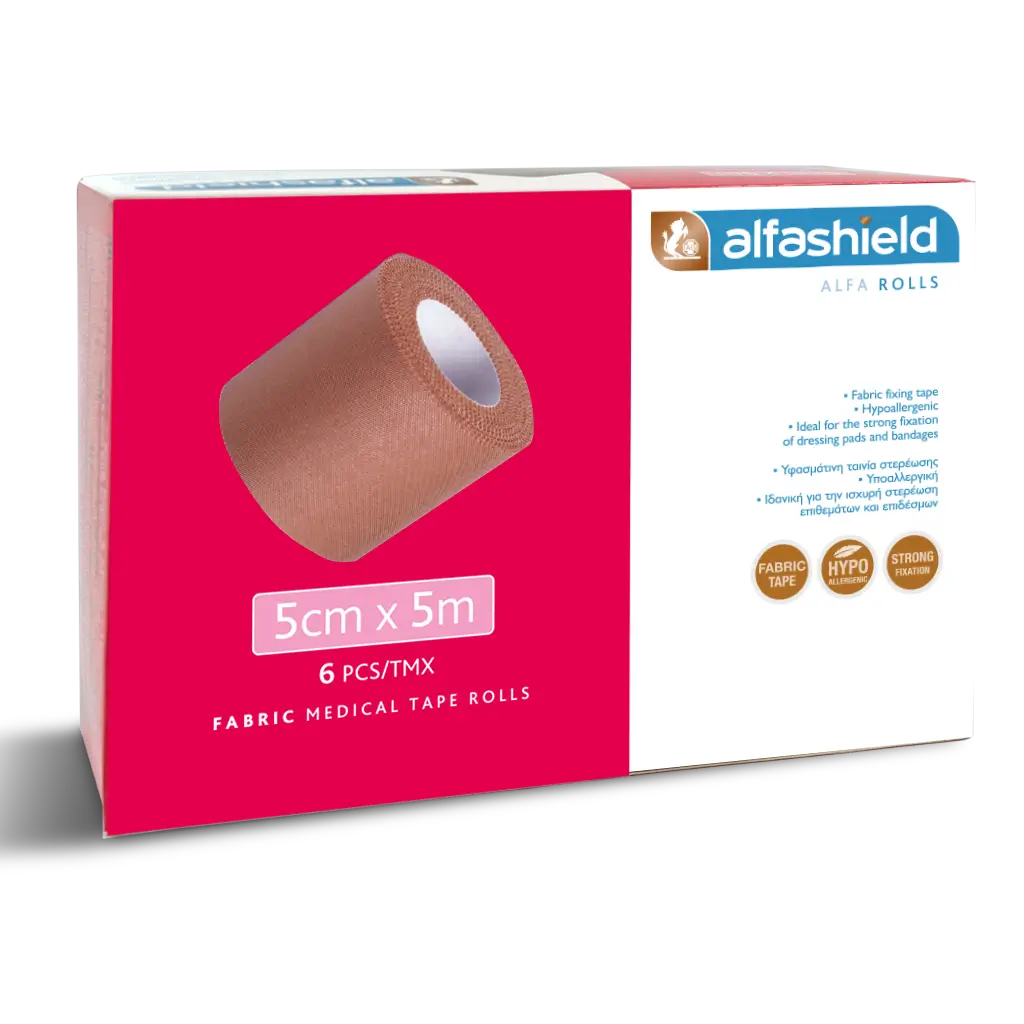 alfashield
alfashield
ALFA ROLLS
• Fabric fixing tape
• Hypoallergenic
• Ideal for the strong fixation
of dressing pads and bandages
• Υφασμάτινη ταινία στερέωσης
• Υποαλλεργική
• Ιδανική για την ισχυρή στερέωση
επιθεμάτων και επιδέσμων
FABRIC
TAPE
HYPO
ALLERGENIC
STRONG
FIXATION
5cm x 5m
6 PCS/ΤΜΧ
FABRIC MEDICAL TAPE ROLLS